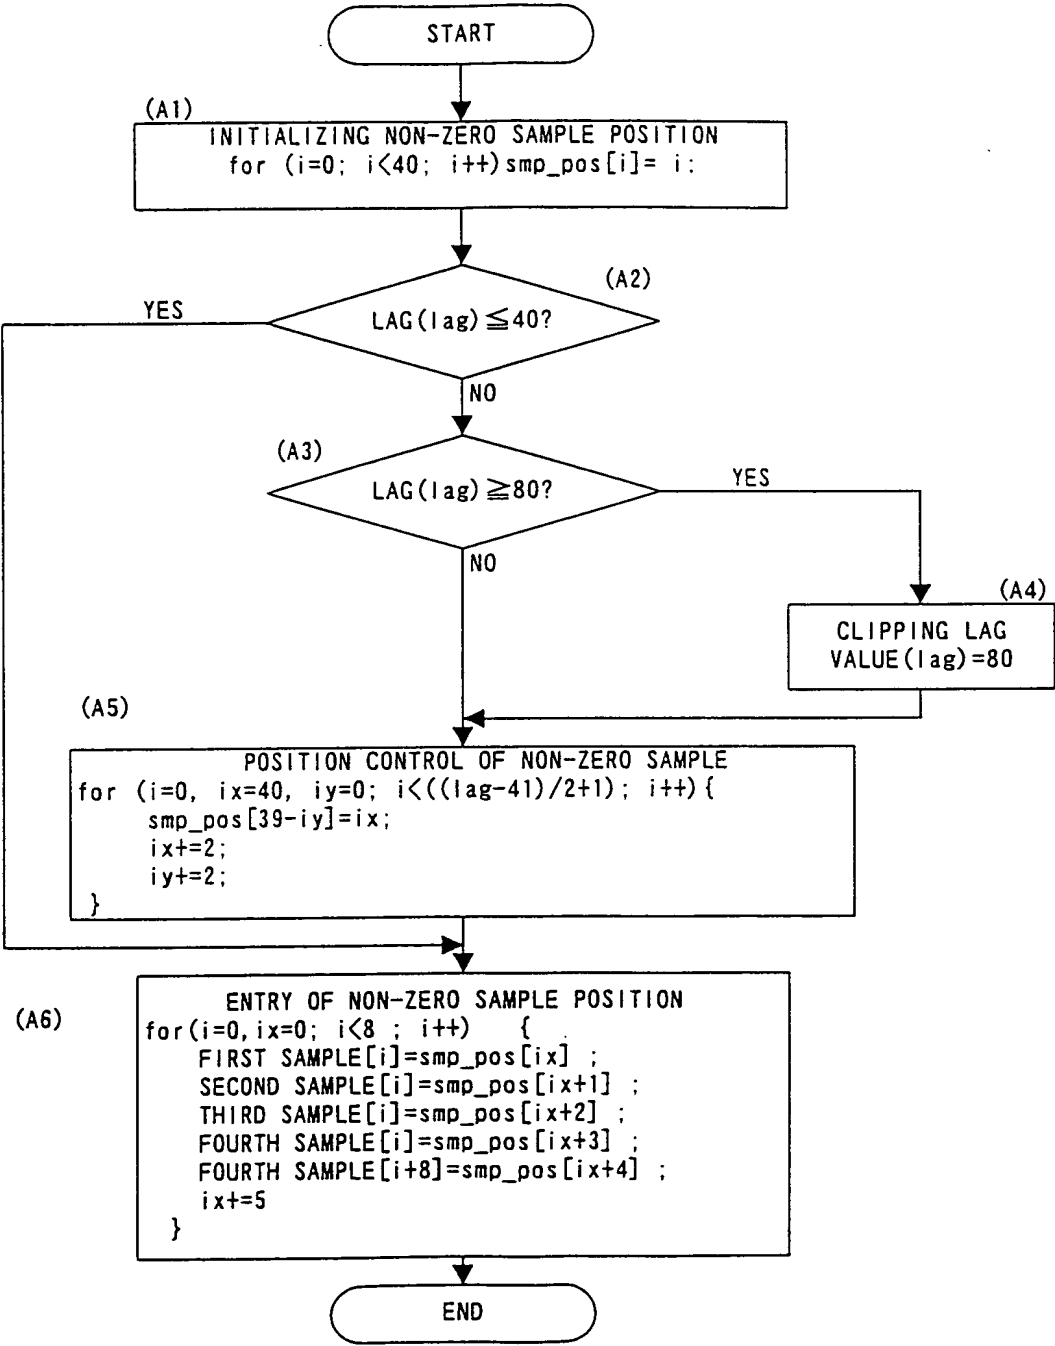 START
(A1)
INITIALIZING NON-ZERO SAMPLE POSITION
for (i=0; i<40; i++)smp_pos[i]= i;
(A2)
YES
LAG(lag)≦40?
NO
(A3)
YES
LAG(lag)≧80?
NO
(A4)
CLIPPING LAG
VALUE(lag)=80
(A5)
POSITION CONTROL OF NON-ZERO SAMPLE
for (i=0, ix=40, iy=0; i<((lag-41)/2+1); i++){
smp_pos[39-iy]=ix;
ix+=2;
iy+=2;
}
(A6)
ENTRY OF NON-ZERO SAMPLE POSITION
for(i=0,ix=0; i<8 ; i++) {
FIRST SAMPLE[i]=smp_pos[ix] ;
SECOND SAMPLE[i]=smp_pos[ix+1] ;
THIRD SAMPLE[i]=smp_pos[ix+2] ;
FOURTH SAMPLE[i]=smp_pos[ix+3] ;
FOURTH SAMPLE[i+8]=smp_pos[ix+4] ;
ix+=5
}
END